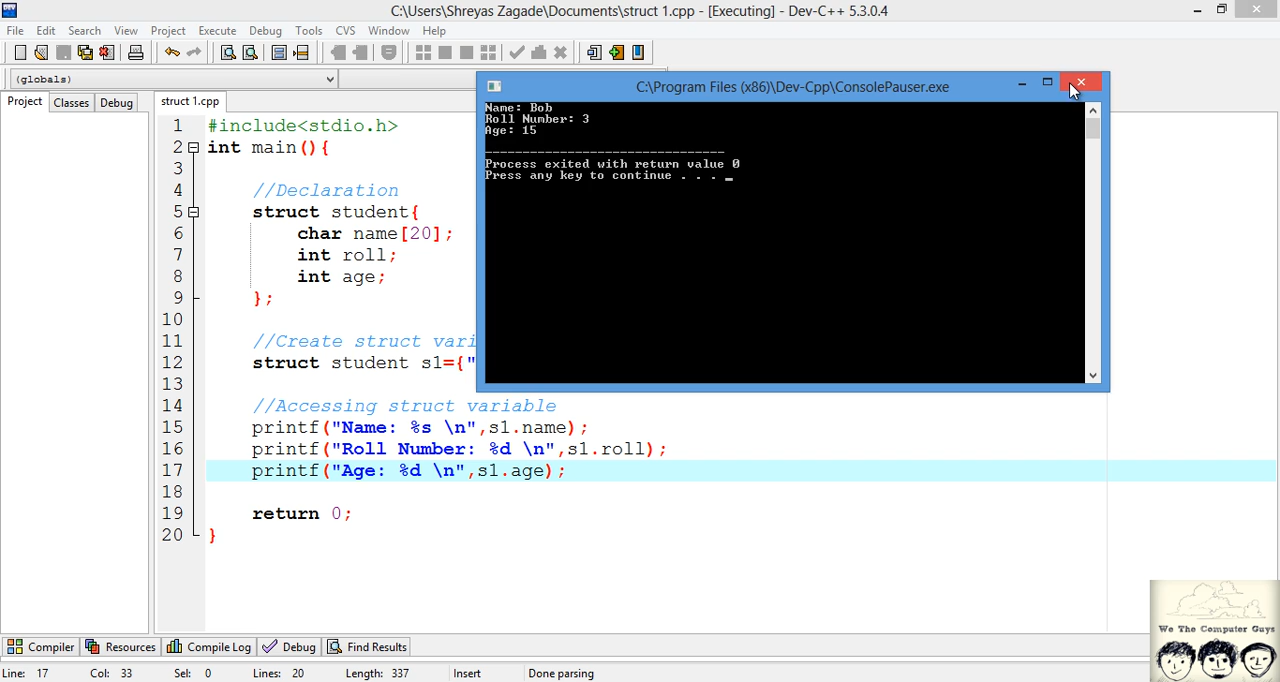 C:\Users\Shreyas Zagade\Documents\struct 1.cpp - [Executing] - Dev-C++ 5.3.0.4
File Edit Search View Project Execute Debug Tools CVS Window Help
(globals)
Project Classes Debug
struct 1.cpp
1 #include<stdio.h>
2 int main(){
3
4 //Declaration
5 struct student{
6 char name[20];
7 int roll;
8 int age;
9 };
10
11 //Create struct vari
12 struct student s1={"
13
14 //Accessing struct variable
15 printf("Name: %s \n",s1.name);
16 printf("Roll Number: %d \n",s1.roll);
17 printf("Age: %d \n",s1.age);
18
19 return 0;
20 }
C:\Program Files (x86)\Dev-Cpp\ConsolePauser.exe
Name: Bob
Roll Number: 3
Age: 15
--------------------------------
Process exited with return value 0
Press any key to continue . . . _
We The Computer Guys
Compiler Resources Compile Log Debug Find Results
Line: 17 Col: 33 Sel: 0 Lines: 20 Length: 337 Insert Done parsing